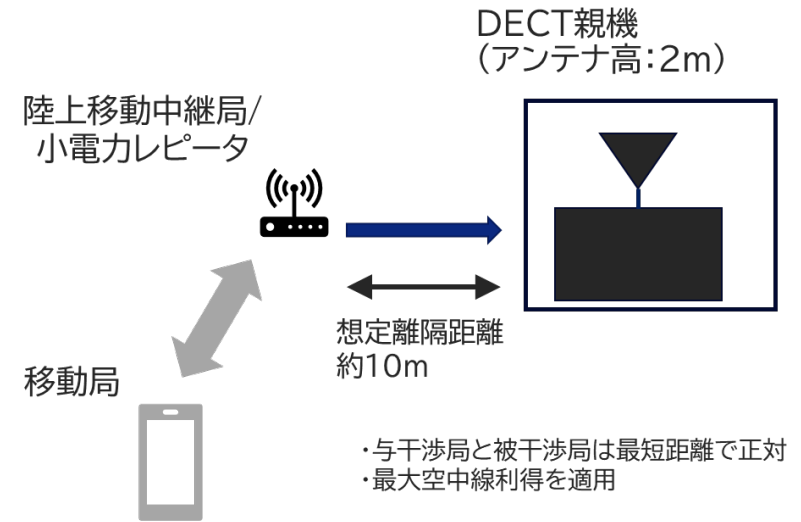 DECT親機
（アンテナ高：2m）
陸上移動中継局/
小電力レピータ
想定離隔距離
約10m
移動局
・与干渉局と被干渉局は最短距離で正対
・最大空中線利得を適用